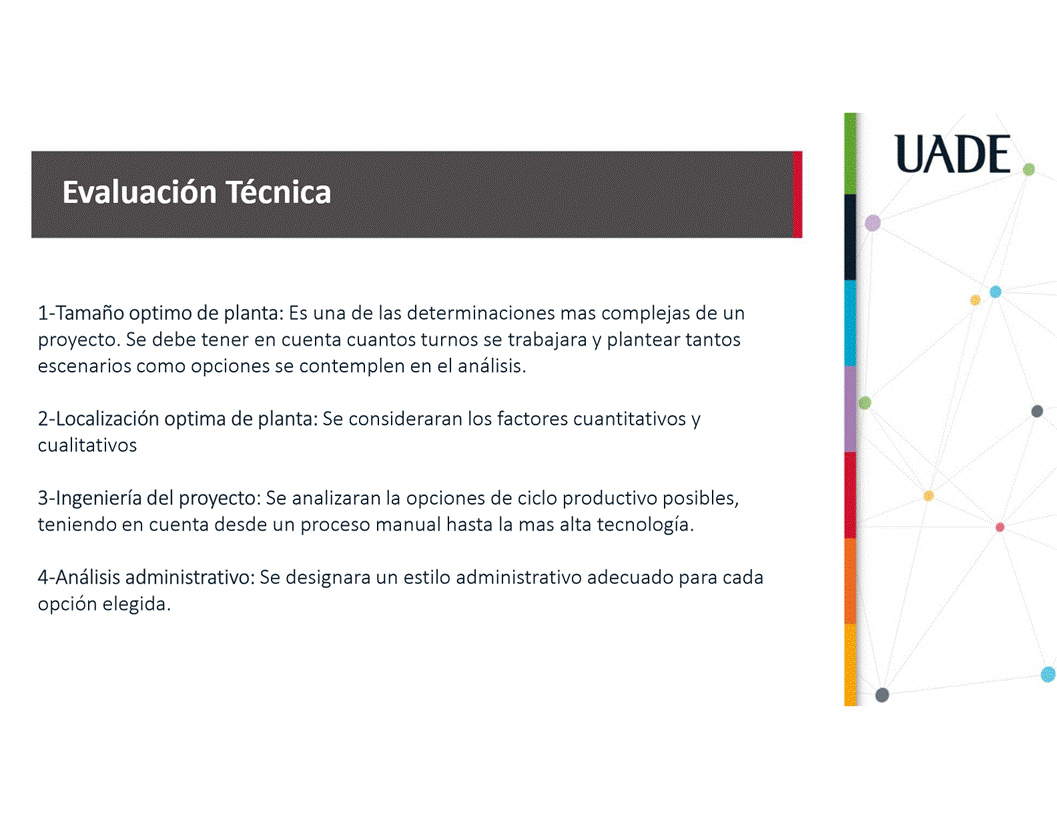 UADE
Evaluación Técnica
1-Tamaño optimo de planta: Es una de las determinaciones mas complejas de un
proyecto. Se debe tener en cuenta cuantos turnos se trabajara y plantear tantos
escenarios como opciones se contemplen en el análisis.
2-Localización optima de planta: Se consideraran los factores cuantitativos y
cualitativos
3-Ingeniería del proyecto: Se analizaran la opciones de ciclo productivo posibles,
teniendo en cuenta desde un proceso manual hasta la mas alta tecnología.
4-Análisis administrativo: Se designara un estilo administrativo adecuado para cada
opción elegida.